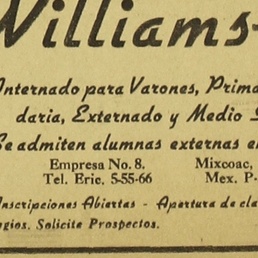 Williams-
Internado para Varones, Prima
daria, Externado y Medio
Se admiten alumnas externas e
Empresa No. 8. Mixcoac,
Tel. Eric. 5-55-66 Mex. P-
Inscripciones Abiertas - Apertura de cla
egios. Solicite Prospectos.